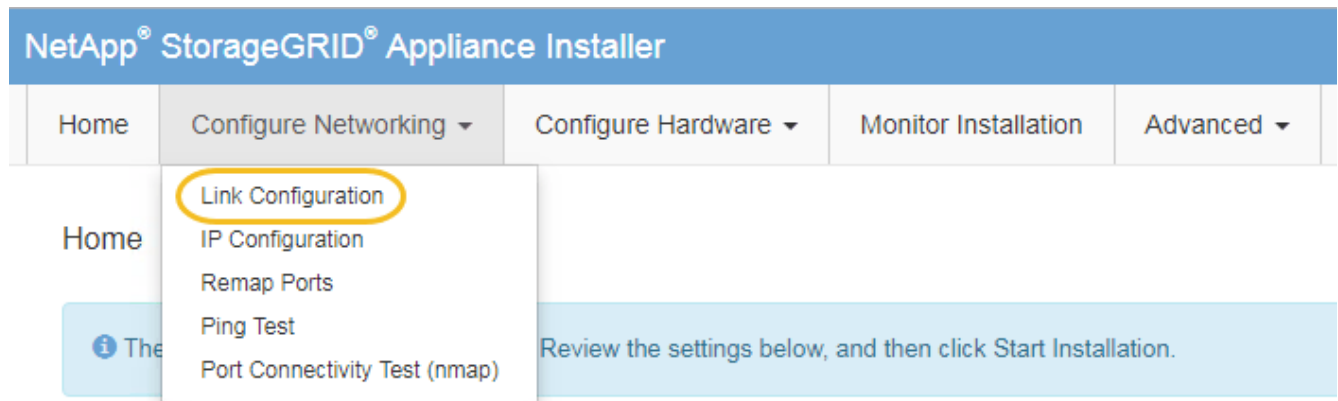 NetApp® StorageGRID® Appliance Installer
Home Configure Networking Configure Hardware Monitor Installation Advanced
Link Configuration
Home
IP Configuration
Remap Ports
Ping Test
The Review the settings below, and then click Start Installation.
Port Connectivity Test (nmap)